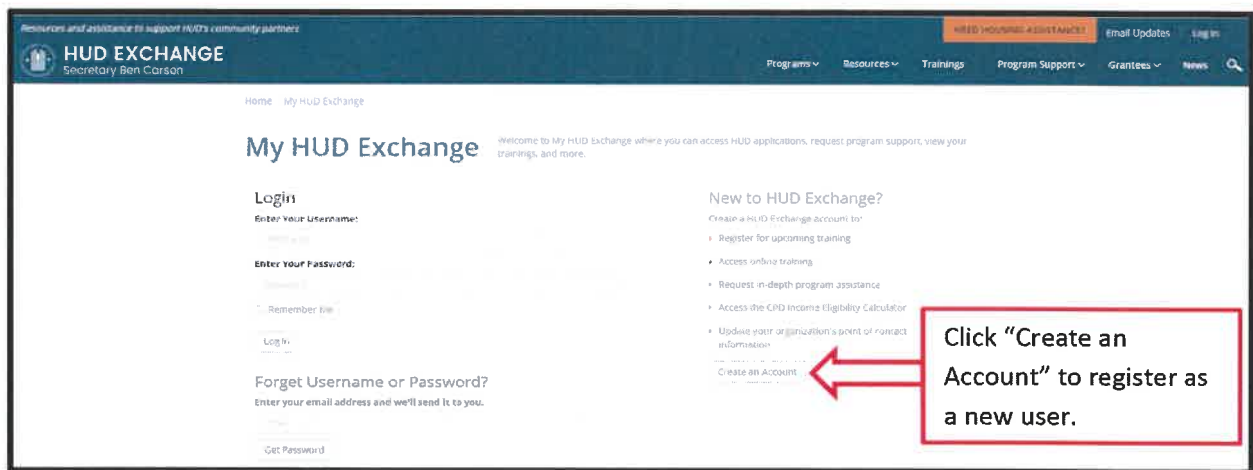 Resources and assistance to support HUD's community partners
NEED HOUSING ASSISTANCE?
Email Updates
Log In
HUD EXCHANGE
Secretary Ben Carson
Programs
Resources
Trainings
Program Support
Grantees
News
Home My HUD Exchange
My HUD Exchange
Welcome to My HUD Exchange where you can access HUD applications, request program support, view your
trainings, and more.
Login
Enter Your Username:
Enter Your Password:
Remember Me
Login
Forget Username or Password?
Enter your email address and we'll send it to you.
Get Password
New to HUD Exchange?
Create a HUD Exchange account to:
Register for upcoming training
Access online training
Request in-depth program assistance
Access the CPD Income Eligibility Calculator
Update your organization's point of contact
information
Create an Account
Click "Create an
Account" to register as
a new user.